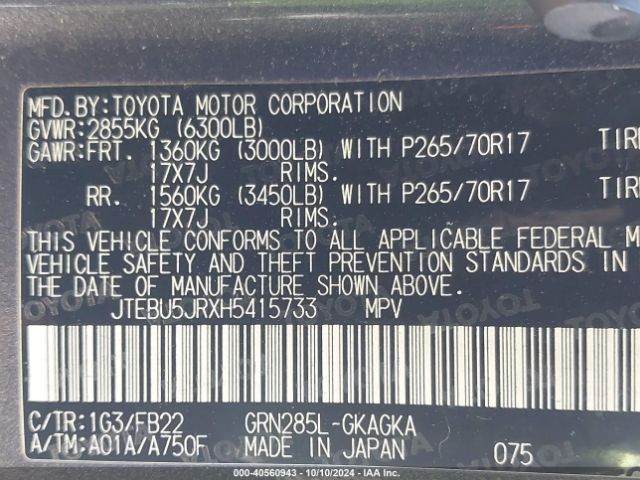 MFD.BY:TOYOTA MOTOR CORPORATION
GVWR:2855KG (6300LB)
GAWR:FRT. 1360KG (3000LB) WITH P265/70R17 TIR
17X7J RIMS.
RR. 1560KG (3450LB) WITH P265/70R17 TIR
17X7J RIMS.
THIS VEHICLE CONFORMS TO ALL APPLICABLE FEDERAL M
VEHICLE SAFETY AND THEFT PREVENTION STANDARDS IN
THE DATE OF MANUFACTURE SHOWN ABOVE.
JTEBU5JRXH5415733 MPV
C/TR:1G3/FB22 GRN285L-GKAGKA
A/TM:A01A/A750F MADE IN JAPAN 075
000-40560943 - 10/10/2024 - IAA Inc.